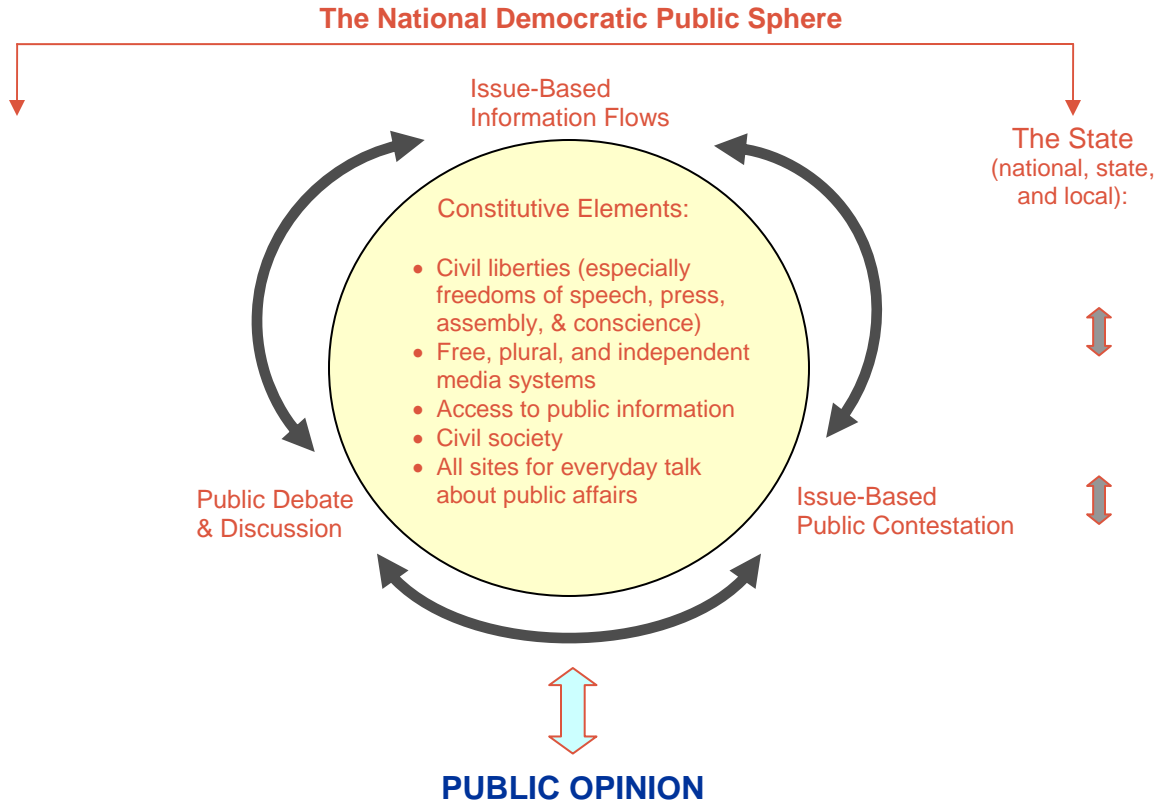 The National Democratic Public Sphere
Issue-Based
Information Flows
The State
(national, state,
and local):
Constitutive Elements:
• Civil liberties (especially
freedoms of speech, press,
assembly, & conscience)
• Free, plural, and independent
media systems
• Access to public information
• Civil society
• All sites for everyday talk
about public affairs
Public Debate
& Discussion
Issue-Based
Public Contestation
PUBLIC OPINION